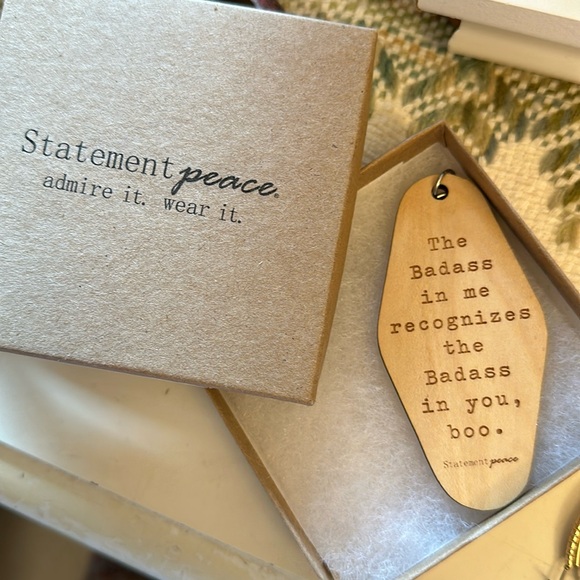 Statement peace.
admire it. wear it.
The
Badass
in me
recognizes
the
Badass
in you,
boo.
Statement peace